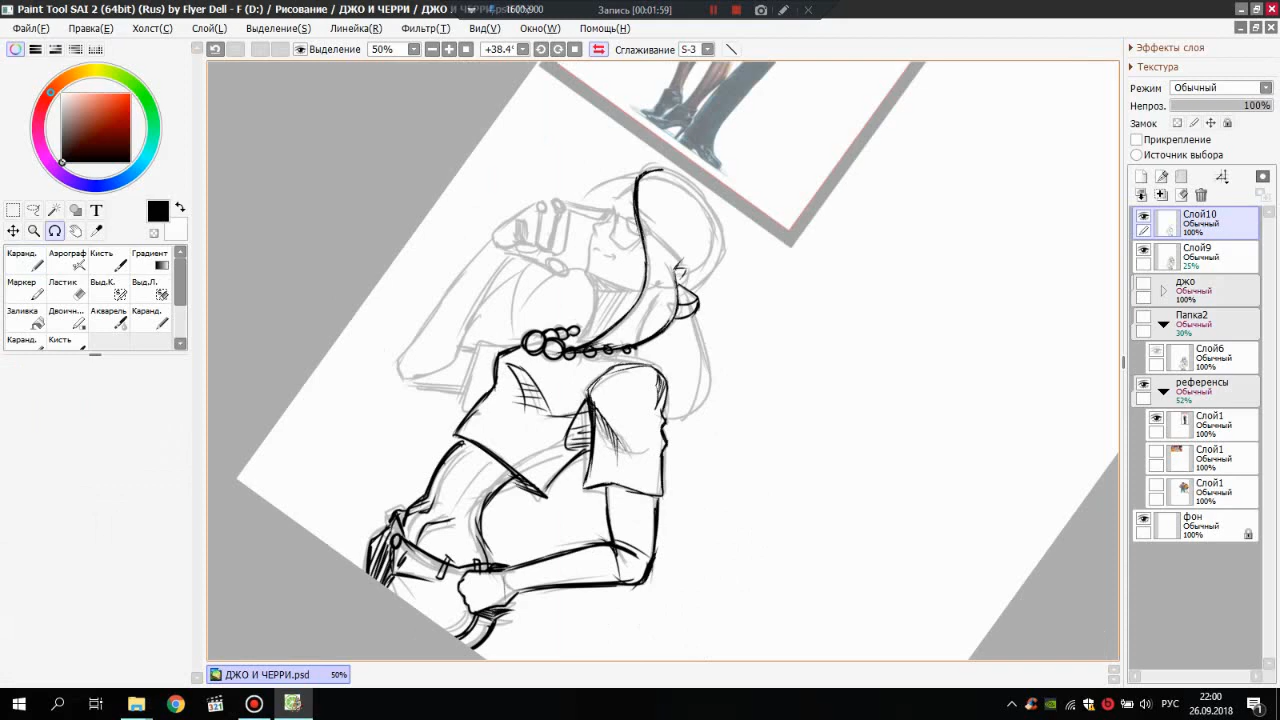 Paint Tool SAI 2 (64bit) (Rus) by Flyer Dell - F (D:) / Рисование / ДЖО И ЧЕРРИ / ДЖО
1600x900
Запись [00:01:59]
Файл(F) Правка(E) Холст(C) Слой(L) Выделение(S) Линейка(R) Фильтр(T) Вид(V) Окно(W) Помощь(H)
Выделение 50% +38.4° Сглаживание S-3
Эффекты слоя
Текстура
Режим Обычный
Непроз. 100%
Замок
Прикрепление
Источник выбора
T
Каранд. Аэрограф Кисть Градиент
Маркер Ластик Выд.К. Выд.Л.
Заливка Двоичн... Акварель Каранд.
Каранд. Кисть
Слой10
Обычный
100%
Слой9
Обычный
25%
джо
Обычный
100%
Папка2
Обычный
30%
Слой6
Обычный
100%
референсы
Обычный
52%
Слой1
Обычный
100%
Слой1
Обычный
100%
Слой1
Обычный
100%
фон
Обычный
100%
ДЖО И ЧЕРРИ.psd 50%
РУС
22:00
26.09.2018